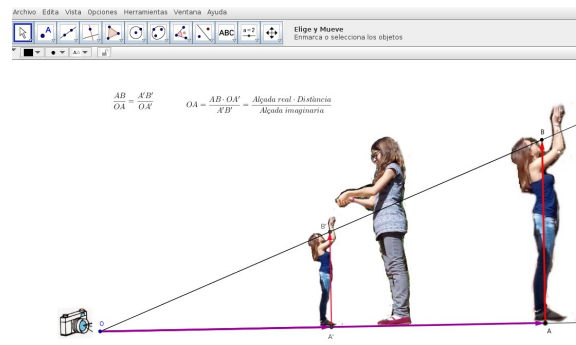 Archivo Edita Vista Opciones Herramientas Ventana Ayuda
ABC a=2 Elige y Mueve
Enmarca o selecciona los objetos
AB/OA = A'B'/OA' OA = AB · OA'/A'B' = Alçada real · Distància/Alçada imaginaria
B
B'
O
A' A